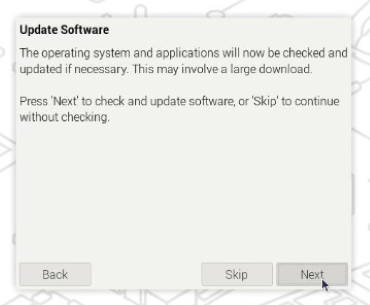 Update Software
The operating system and applications will now be checked and
updated if necessary. This may involve a large download.
Press 'Next' to check and update software, or 'Skip' to continue
without checking.
Back
Skip
Next